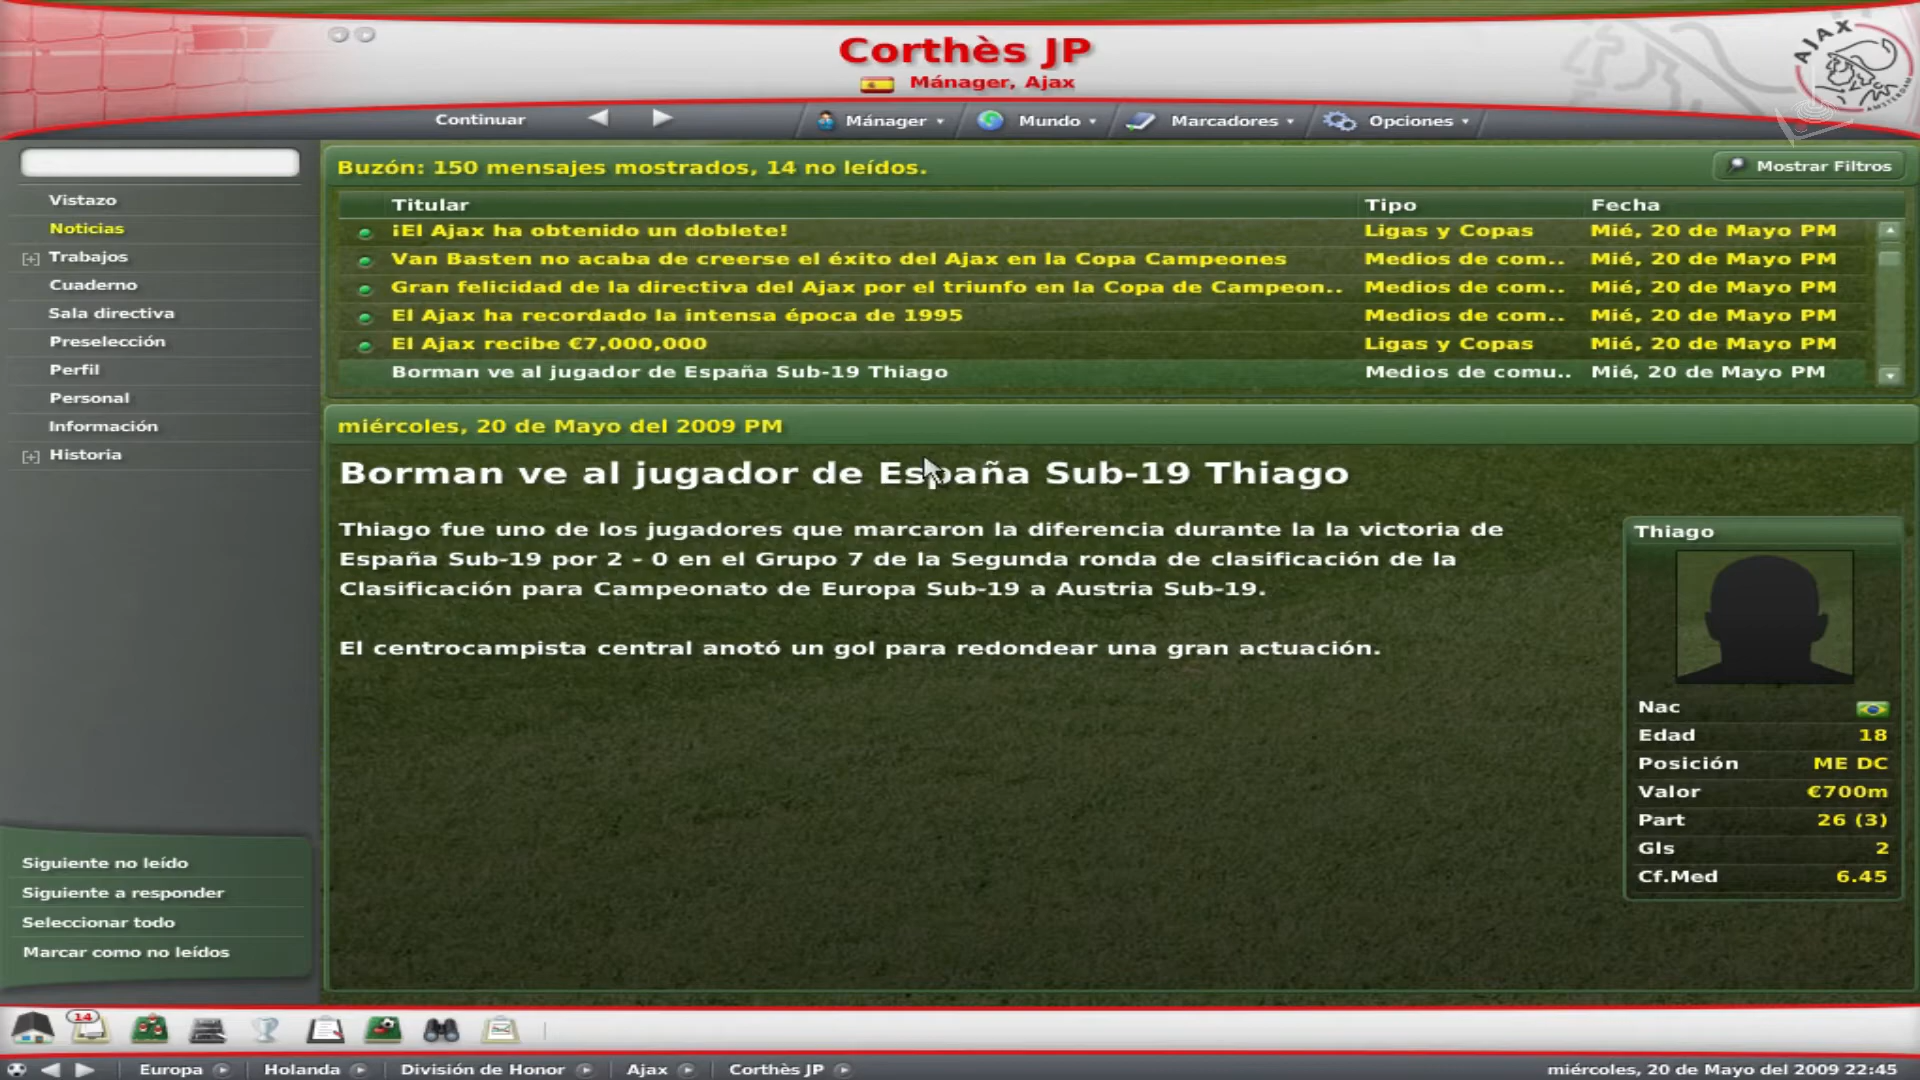 Corthès JP
Mánager, Ajax
AJAX
AMSTERDAM
Continuar
Mánager
Mundo
Marcadores
Opciones
Vistazo
Noticias
[+] Trabajos
Cuaderno
Sala directiva
Preselección
Perfil
Personal
Información
[+] Historia
Siguiente no leído
Siguiente a responder
Seleccionar todo
Marcar como no leídos
Buzón: 150 mensajes mostrados, 14 no leídos.
Mostrar Filtros
Titular Tipo Fecha
¡El Ajax ha obtenido un doblete! Ligas y Copas Mié, 20 de Mayo PM
Van Basten no acaba de creerse el éxito del Ajax en la Copa Campeones Medios de com.. Mié, 20 de Mayo PM
Gran felicidad de la directiva del Ajax por el triunfo en la Copa de Campeon.. Medios de com.. Mié, 20 de Mayo PM
El Ajax ha recordado la intensa época de 1995 Medios de com.. Mié, 20 de Mayo PM
El Ajax recibe €7,000,000 Ligas y Copas Mié, 20 de Mayo PM
Borman ve al jugador de España Sub-19 Thiago Medios de comu.. Mié, 20 de Mayo PM
miércoles, 20 de Mayo del 2009 PM
Borman ve al jugador de España Sub-19 Thiago
Thiago fue uno de los jugadores que marcaron la diferencia durante la la victoria de
España Sub-19 por 2 - 0 en el Grupo 7 de la Segunda ronda de clasificación de la
Clasificación para Campeonato de Europa Sub-19 a Austria Sub-19.
El centrocampista central anotó un gol para redondear una gran actuación.
Thiago
Nac
Edad 18
Posición ME DC
Valor €700m
Part 26 (3)
Gls 2
Cf.Med 6.45
14
Europa
Holanda
División de Honor
Ajax
Corthès JP
miércoles, 20 de Mayo del 2009 22:45